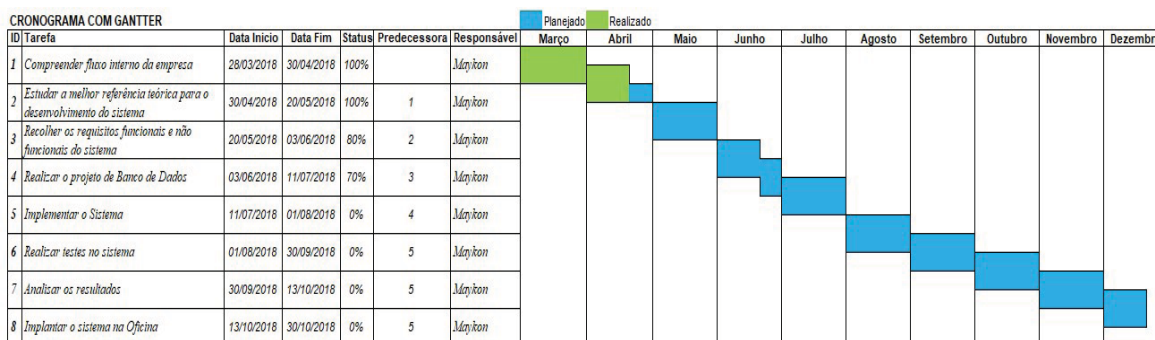 CRONOGRAMA COM GANTTER
Planejado Realizado
ID Tarefa Data Inicio Data Fim Status Predecessora Responsável Março Abril Maio Junho Julho Agosto Setembro Outubro Novembro Dezembr
1 Compreender fluxo interno da empresa 28/03/2018 30/04/2018 100% Maykon
2 Estudar a melhor referência teórica para o
desenvolvimento do sistema 30/04/2018 20/05/2018 100% 1 Maykon
3 Recolher os requisitos funcionais e não
funcionais do sistema 20/05/2018 03/06/2018 80% 2 Maykon
4 Realizar o projeto de Banco de Dados 03/06/2018 11/07/2018 70% 3 Maykon
5 Implementar o Sistema 11/07/2018 01/08/2018 0% 4 Maykon
6 Realizar testes no sistema 01/08/2018 30/09/2018 0% 5 Maykon
7 Analisar os resultados 30/09/2018 13/10/2018 0% 5 Maykon
8 Implantar o sistema na Oficina 13/10/2018 30/10/2018 0% 5 Maykon